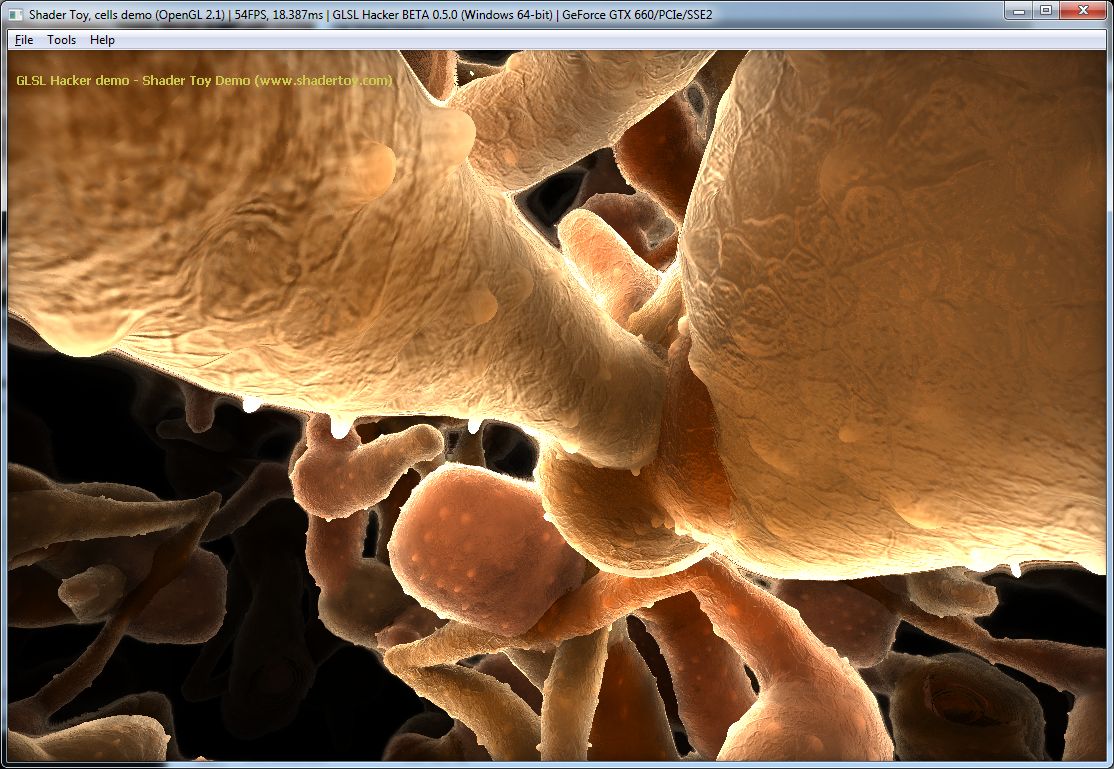 Shader Toy, cells demo (OpenGL 2.1) | 54FPS, 18.387ms | GLSL Hacker BETA 0.5.0 (Windows 64-bit) | GeForce GTX 660/PCIe/SSE2
File Tools Help
GLSL Hacker demo - Shader Toy Demo (www.shadertoy.com)